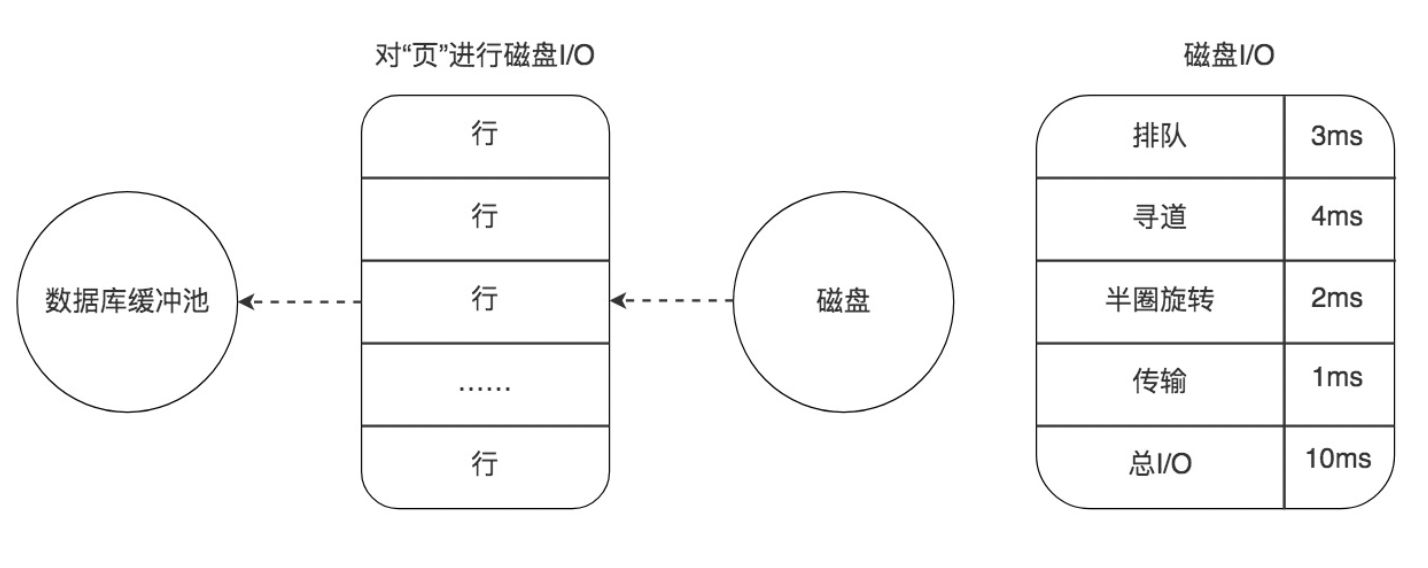 对“页”进行磁盘I/O
行
行
行
……
行
数据库缓冲池
磁盘
磁盘I/O
排队 3ms
寻道 4ms
半圈旋转 2ms
传输 1ms
总I/O 10ms